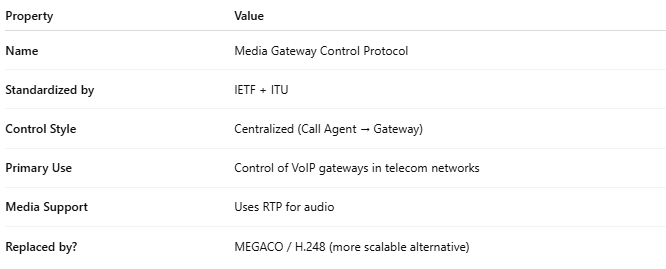 Property Value
Name Media Gateway Control Protocol
Standardized by IETF + ITU
Control Style Centralized (Call Agent → Gateway)
Primary Use Control of VoIP gateways in telecom networks
Media Support Uses RTP for audio
Replaced by? MEGACO / H.248 (more scalable alternative)